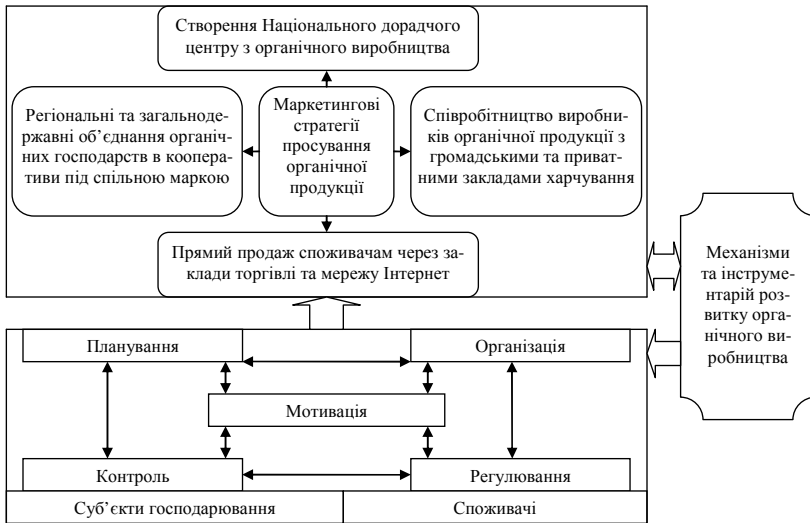 Створення Національного дорадчого
центру з органічного виробництва
Регіональні та загальноде-
ржавні об’єднання органіч-
них господарств в коопера-
тиви під спільною маркою
Маркетингові
стратегії
просування
органічної
продукції
Співробітництво виробни-
ків органічної продукції з
громадськими та приват-
ними закладами харчування
Прямий продаж споживачам через за-
клади торгівлі та мережу Інтернет
Механізми
та інструме-
нтарій роз-
витку орга-
нічного ви-
робництва
Планування
Організація
Мотивація
Контроль
Регулювання
Суб’єкти господарювання
Споживачі